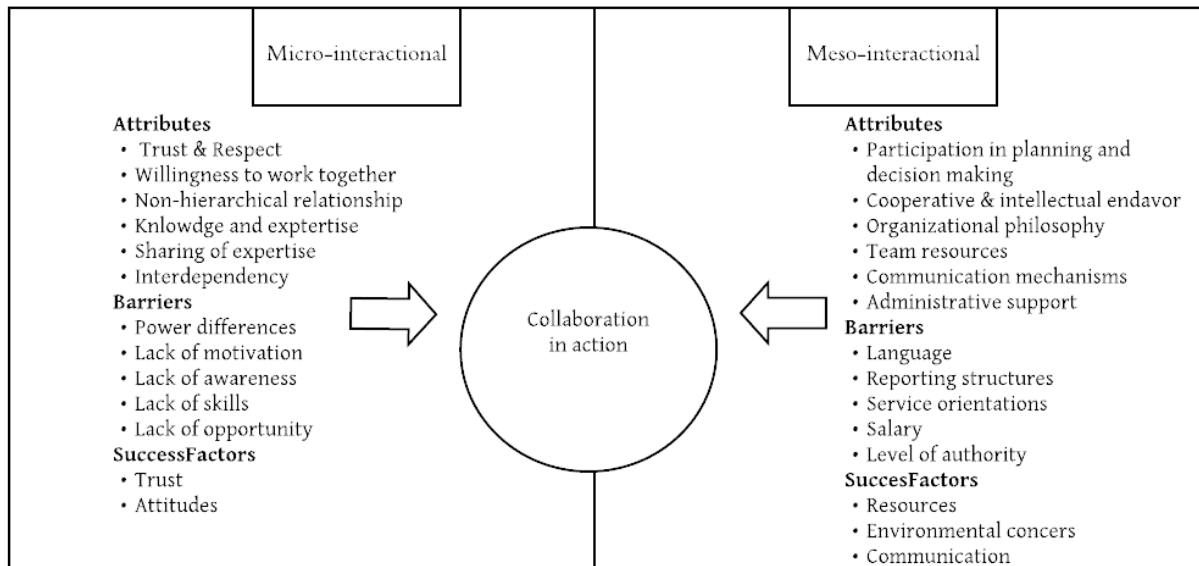 Micro-interactional
Attributes
• Trust & Respect
• Willingness to work together
• Non-hierarchical relationship
• Knlowdge and exptertise
• Sharing of expertise
• Interdependency
Barriers
• Power differences
• Lack of motivation
• Lack of awareness
• Lack of skills
• Lack of opportunity
SuccessFactors
• Trust
• Attitudes
Collaboration
in action
Meso-interactional
Attributes
• Participation in planning and
decision making
• Cooperative & intellectual endavor
• Organizational philosophy
• Team resources
• Communication mechanisms
• Administrative support
Barriers
• Language
• Reporting structures
• Service orientations
• Salary
• Level of authority
SuccesFactors
• Resources
• Environmental concers
• Communication